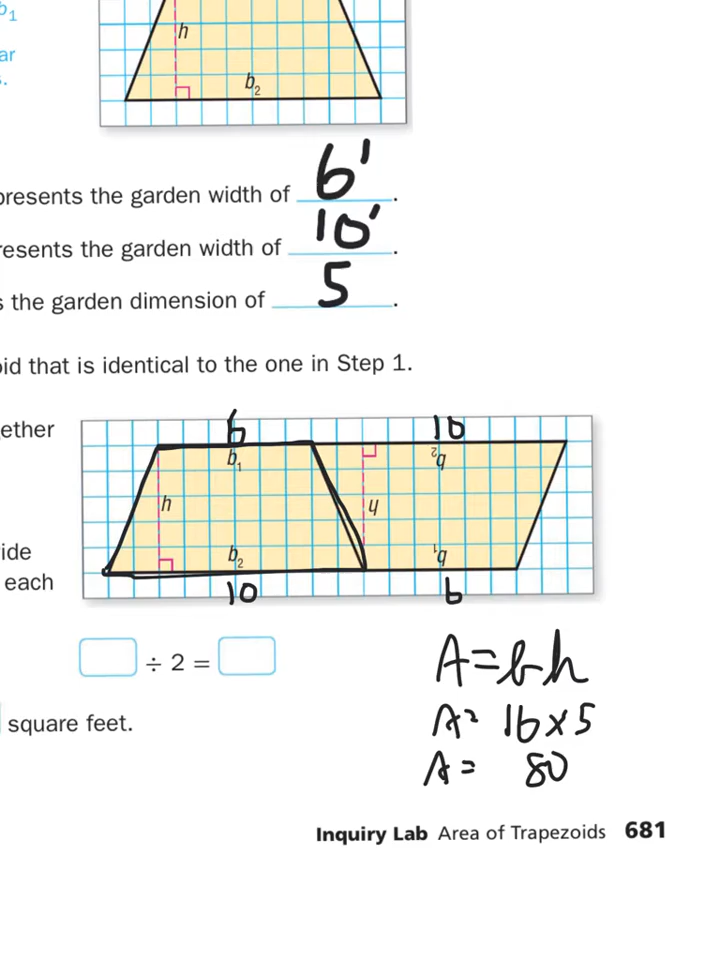 b1
ar
s.
h
b2
presents the garden width of 6'.
resents the garden width of 10'.
s the garden dimension of 5.
oid that is identical to the one in Step 1.
ether
6 10
b1 b2
h h
ide
b2 b1
each
10 6
÷ 2 =
A=bh
square feet.
A= 16 x 5
A= 80
Inquiry Lab Area of Trapezoids 681